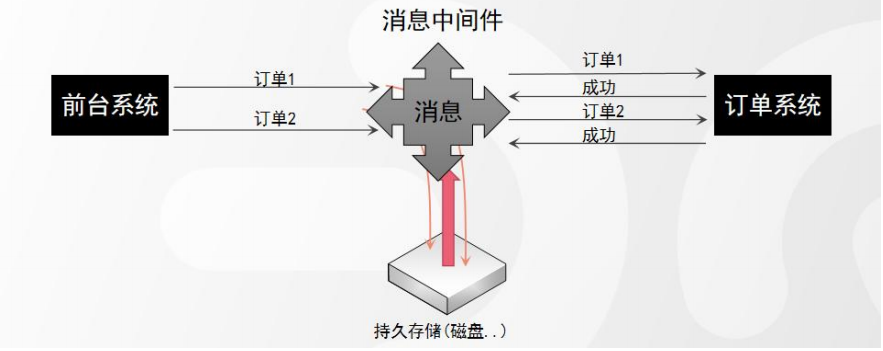 消息中间件
前台系统
订单1
订单2
消息
订单1
成功
订单2
成功
订单系统
持久存储(磁盘..)